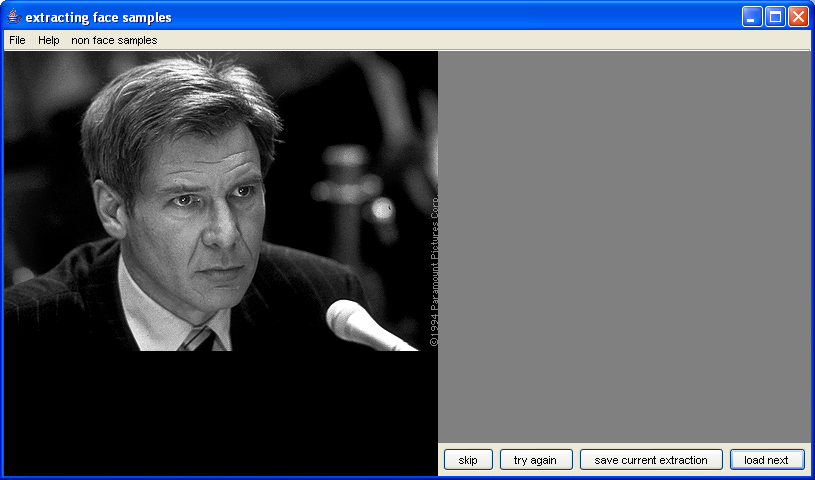 extracting face samples
File Help non face samples
©1994 Paramount Pictures Corp.
skip try again save current extraction load next